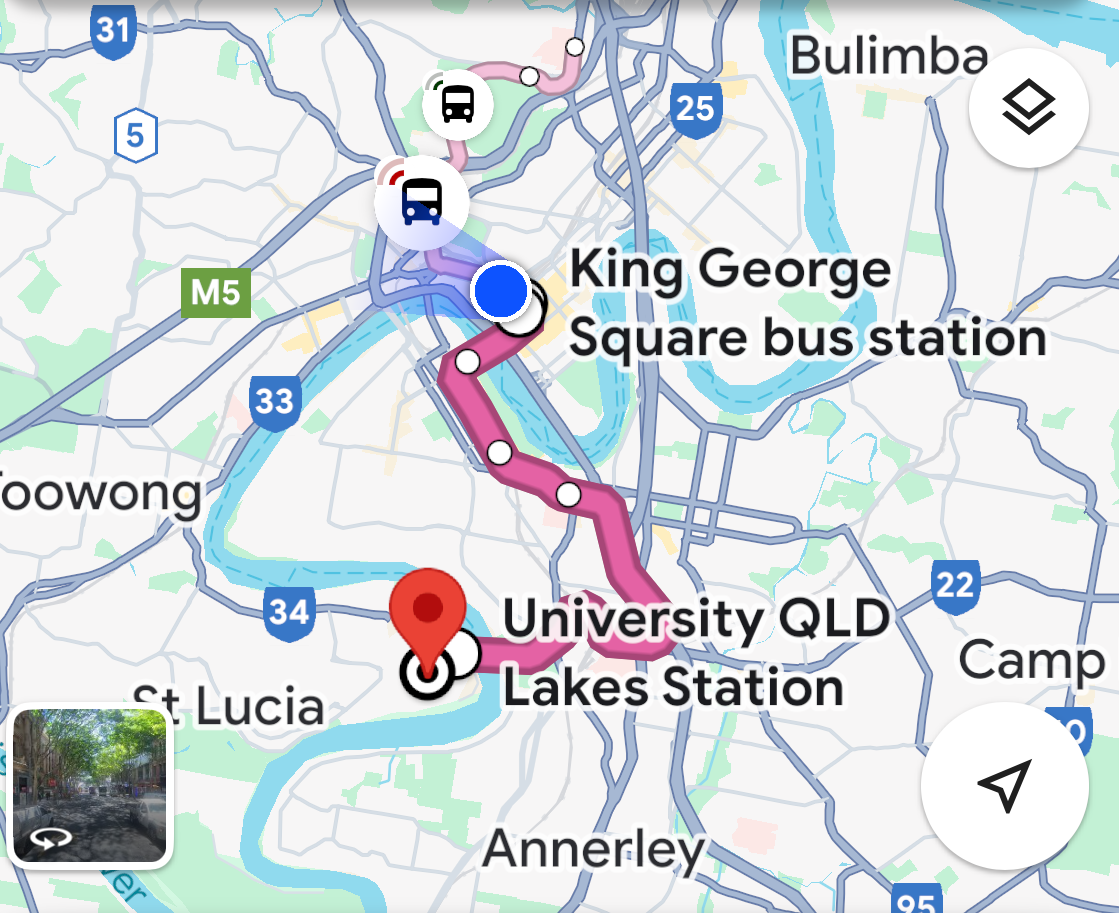 31
Bulimba
25
5
King George
Square bus station
M5
33
oowong
22
34
University QLD
Lakes Station
Camp
St Lucia
Annerley
95